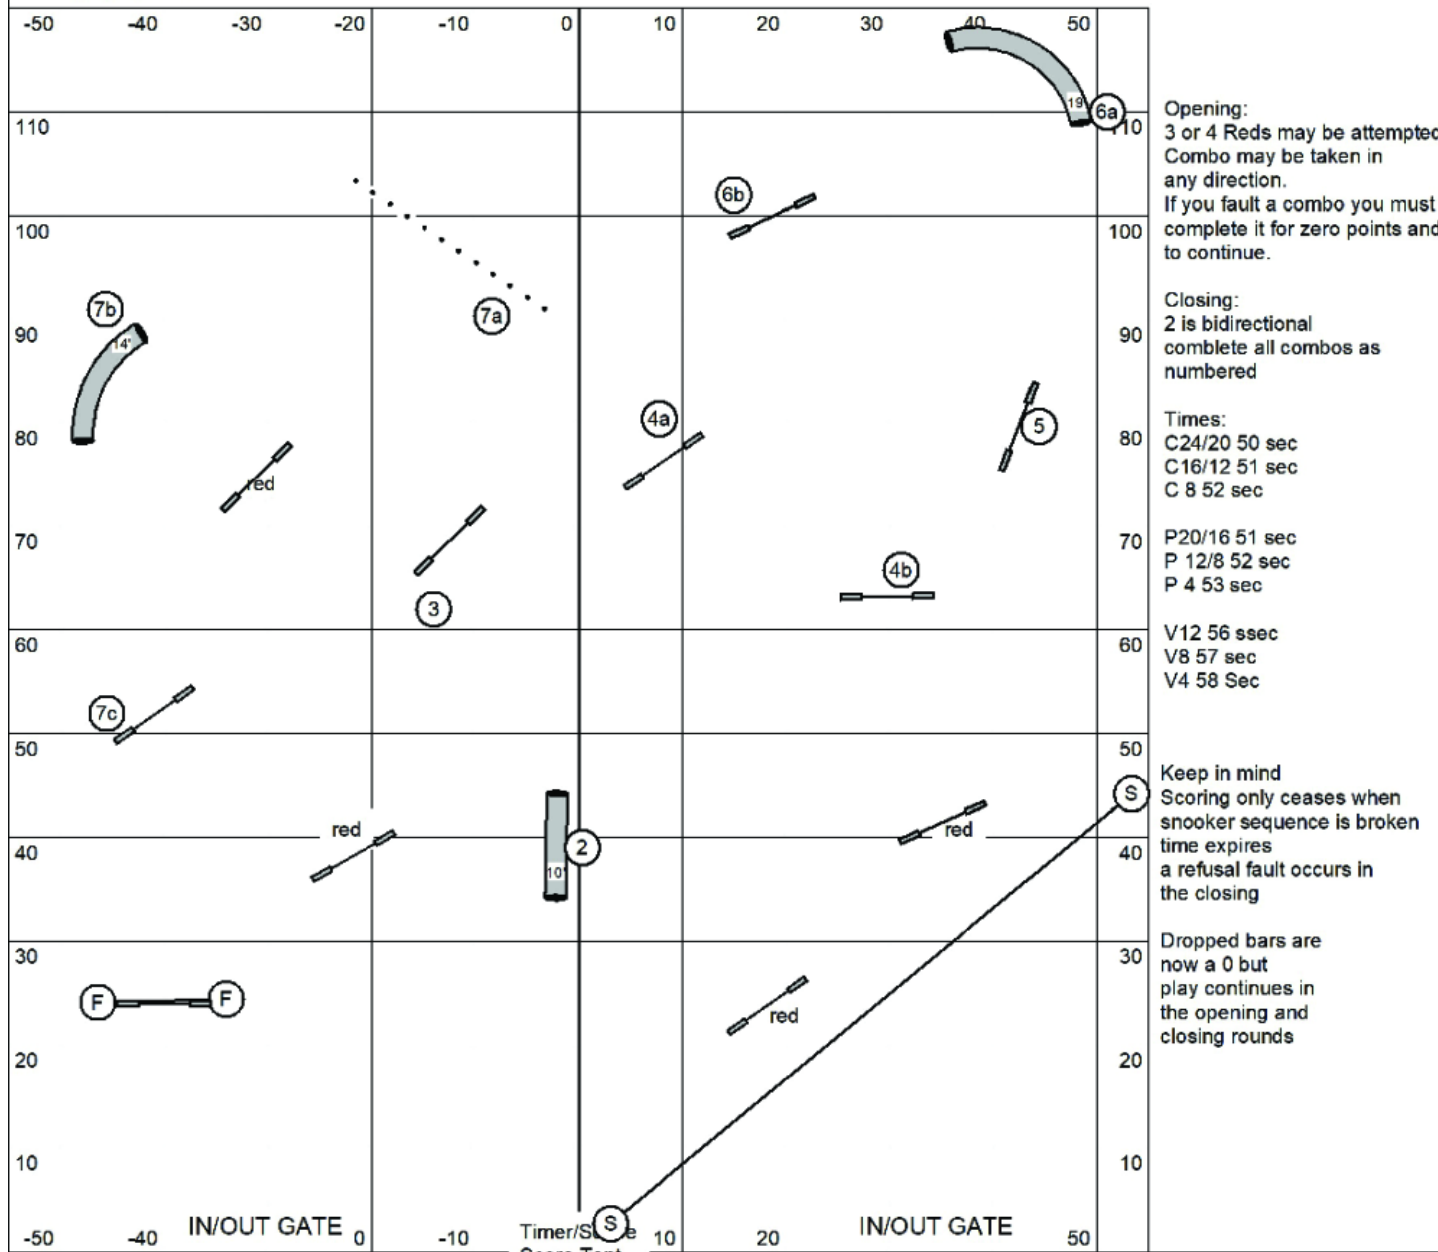 -50 -40 -30 -20 -10 0 10 20 30 40 50
19
6a
110
10
6b
100
100
7b
7a
90
90
14'
4a
5
80
80
red
70
70
4b
3
60
60
7c
50
50
S
red
red
2
40
40
10'
30
30
F F
red
20
20
10
10
S
-50 -40 IN/OUT GATE 0 -10 Timer/S e 10 20 IN/OUT GATE 50
Opening:
3 or 4 Reds may be attempted
Combo may be taken in
any direction.
If you fault a combo you must
complete it for zero points and
to continue.
Closing:
2 is bidirectional
comblete all combos as
numbered
Times:
C24/20 50 sec
C16/12 51 sec
C 8 52 sec
P20/16 51 sec
P 12/8 52 sec
P 4 53 sec
V12 56 ssec
V8 57 sec
V4 58 Sec
Keep in mind
Scoring only ceases when
snooker sequence is broken
time expires
a refusal fault occurs in
the closing
Dropped bars are
now a 0 but
play continues in
the opening and
closing rounds